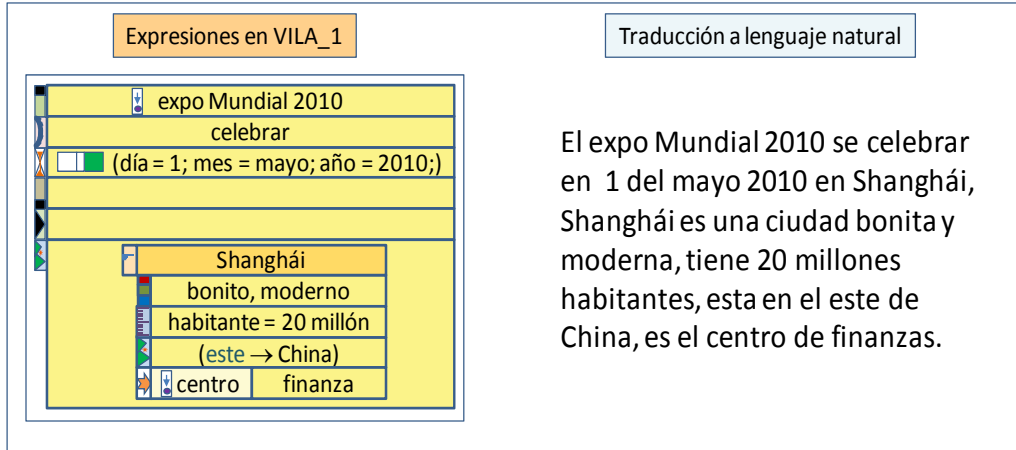 Expresiones en VILA_1
expo Mundial 2010
celebrar
(día = 1; mes = mayo; año = 2010;)
Shanghái
bonito, moderno
habitante = 20 millón
(este → China)
centro finanza
Traducción a lenguaje natural
El expo Mundial 2010 se celebrar
en 1 del mayo 2010 en Shanghái,
Shanghái es una ciudad bonita y
moderna, tiene 20 millones
habitantes, esta en el este de
China, es el centro de finanzas.